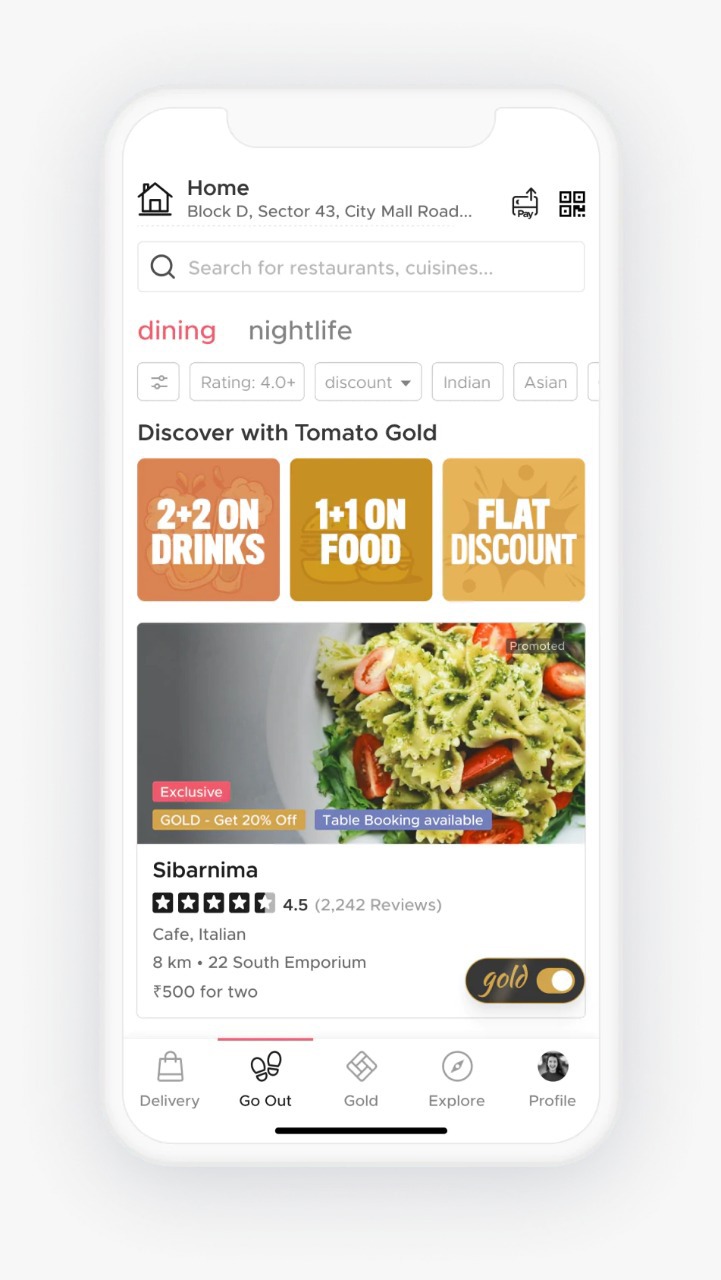 Home
Block D, Sector 43, City Mall Road...
Pay
Search for restaurants, cuisines...
dining nightlife
Rating: 4.0+ discount Indian Asian
Discover with Tomato Gold
2+2 ON
DRINKS
1+1 ON
FOOD
FLAT
DISCOUNT
Promoted
Exclusive
GOLD - Get 20% Off Table Booking available
Sibarnima
4.5 (2,242 Reviews)
Cafe, Italian
8 km • 22 South Emporium
₹500 for two
gold
Delivery Go Out Gold Explore Profile